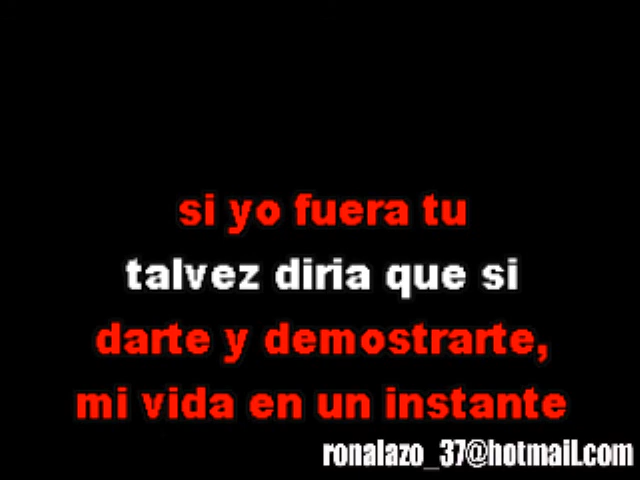 si yo fuera tu
talvez diria que si
darte y demostrarte,
mi vida en un instante
ronalazo_37@hotmail.com